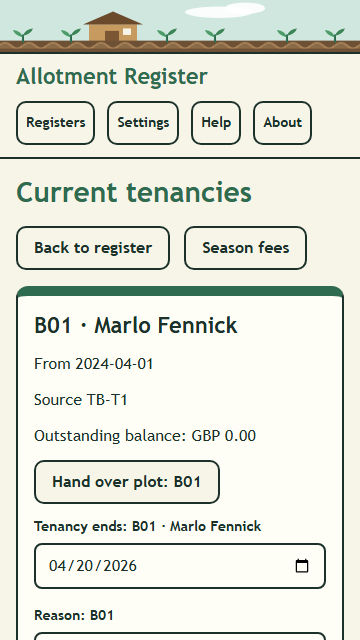 Allotment Register
Registers Settings Help About
Current tenancies
Back to register Season fees
B01 · Marlo Fennick
From 2024-04-01
Source TB-T1
Outstanding balance: GBP 0.00
Hand over plot: B01
Tenancy ends: B01 · Marlo Fennick
04/20/2026
Reason: B01